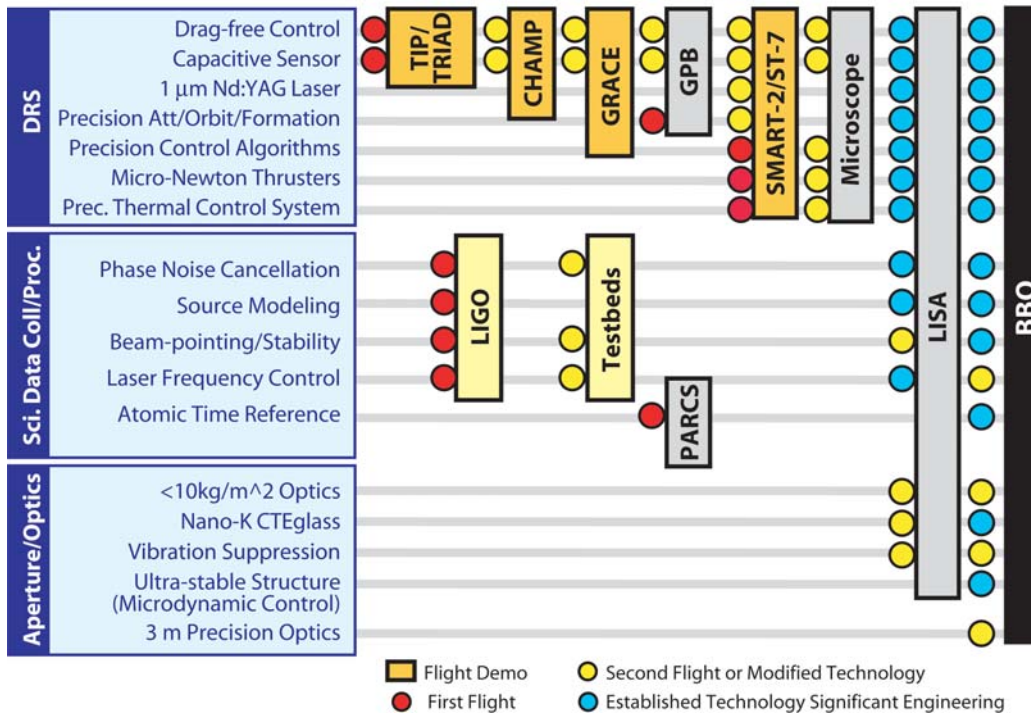 DRS
Drag-free Control
Capacitive Sensor
1 μm Nd:YAG Laser
Precision Att/Orbit/Formation
Precision Control Algorithms
Micro-Newton Thrusters
Prec. Thermal Control System
Sci. Data Coll/Proc.
Phase Noise Cancellation
Source Modeling
Beam-pointing/Stability
Laser Frequency Control
Atomic Time Reference
Aperture/Optics
<10kg/m^2 Optics
Nano-K CTEglass
Vibration Suppression
Ultra-stable Structure
(Microdynamic Control)
3 m Precision Optics
TIP/
TRIAD
CHAMP
GRACE
GPB
SMART-2/ST-7
Microscope
LIGO
Testbeds
PARCS
LISA
BBO
Flight Demo
First Flight
Second Flight or Modified Technology
Established Technology Significant Engineering